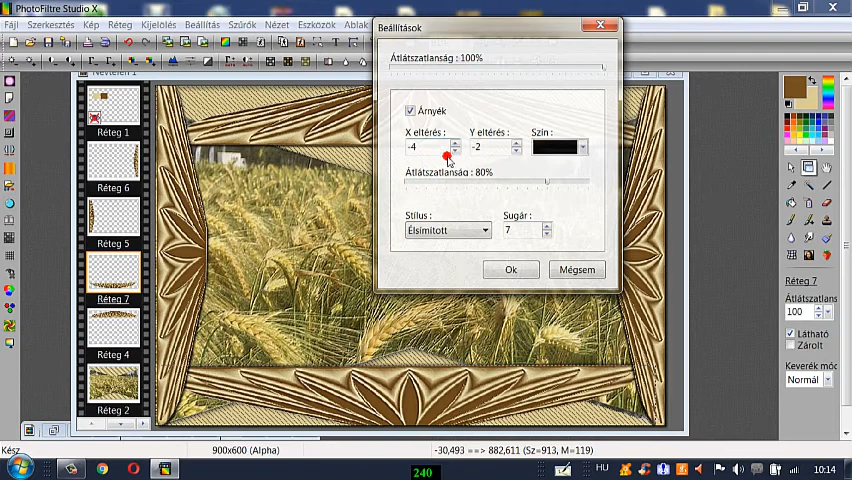 PhotoFiltre Studio X
Fájl Szerkesztés Kép Réteg Kijelölés Beállítás Szűrők Nézet Eszközök Ablak
Névtelen 1
Réteg 1
Réteg 6
Réteg 5
Réteg 7
Réteg 4
Réteg 2
Beállítások
Átlátszatlanság : 100%
Árnyék
X eltérés : Y eltérés : Szín :
-4 -2
Átlátszatlanság : 80%
Stílus : Sugár :
Élsimított 7
Ok Mégsem
Réteg 7
Átlátszatlans
100
Látható
Zárolt
Keverék mód
Normál
Kész 900x600 (Alpha) -30,493 ==> 882,611 (Sz=913, M=119)
240
HU 10:14